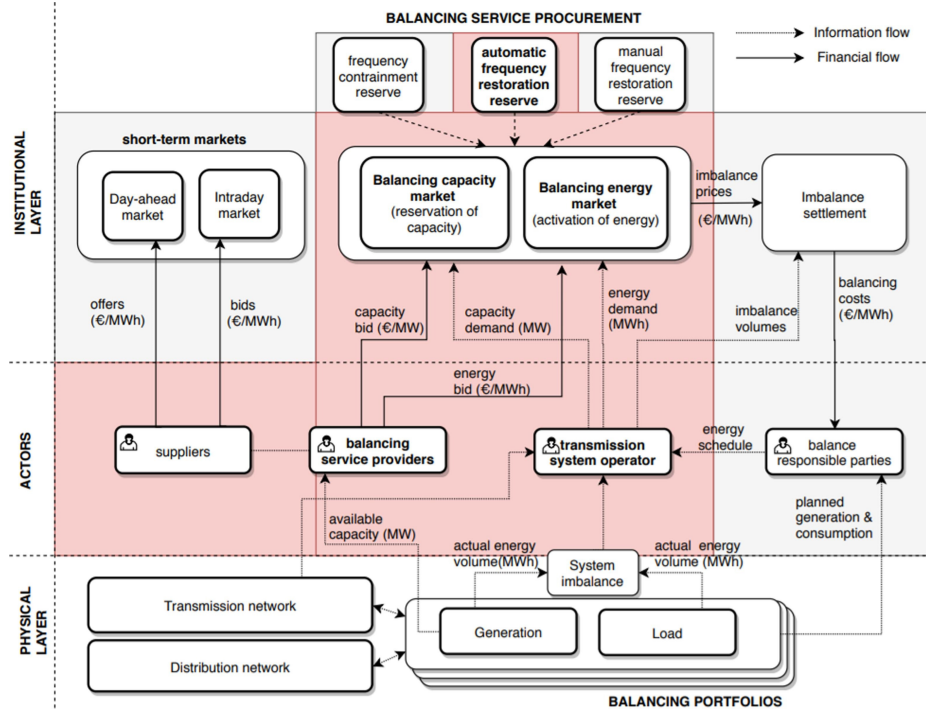 BALANCING SERVICE PROCUREMENT
Information flow
Financial flow
frequency
contrainment
reserve
automatic
frequency
restoration
reserve
manual
frequency
restoration
reserve
INSTITUTIONAL
LAYER
short-term markets
Day-ahead
market
Intraday
market
Balancing capacity
market
(reservation of
capacity)
Balancing energy
market
(activation of energy)
imbalance
prices
(€/MWh)
Imbalance
settlement
offers
(€/MWh)
bids
(€/MWh)
capacity
bid (€/MW)
capacity
demand (MW)
energy
demand
(MWh)
imbalance
volumes
balancing
costs
(€/MWh)
energy
bid (€/MWh)
ACTORS
suppliers
balancing
service providers
transmission
system operator
energy
schedule
balance
responsible parties
available
capacity (MW)
planned
generation &
consumption
PHYSICAL
LAYER
actual energy
volume(MWh)
System
imbalance
actual energy
volume (MWh)
Transmission network
Generation
Load
Distribution network
BALANCING PORTFOLIOS